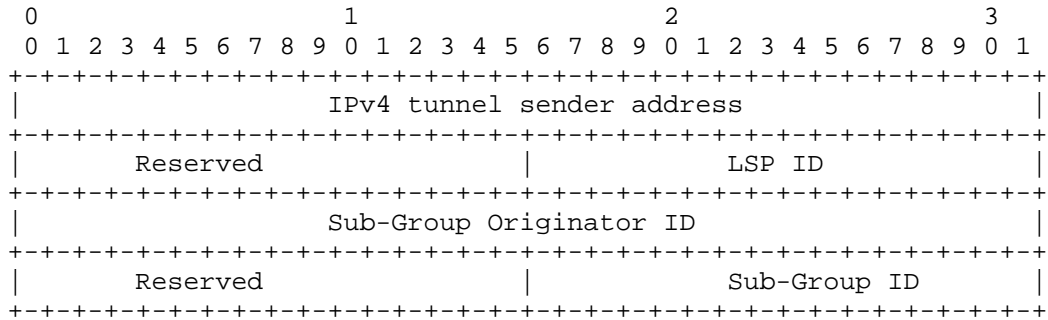 0                   1                   2                   3
 0 1 2 3 4 5 6 7 8 9 0 1 2 3 4 5 6 7 8 9 0 1 2 3 4 5 6 7 8 9 0 1
+-+-+-+-+-+-+-+-+-+-+-+-+-+-+-+-+-+-+-+-+-+-+-+-+-+-+-+-+-+-+-+-+
|                   IPv4 tunnel sender address                  |
+-+-+-+-+-+-+-+-+-+-+-+-+-+-+-+-+-+-+-+-+-+-+-+-+-+-+-+-+-+-+-+-+
|       Reserved                |            LSP ID             |
+-+-+-+-+-+-+-+-+-+-+-+-+-+-+-+-+-+-+-+-+-+-+-+-+-+-+-+-+-+-+-+-+
|                   Sub-Group Originator ID                     |
+-+-+-+-+-+-+-+-+-+-+-+-+-+-+-+-+-+-+-+-+-+-+-+-+-+-+-+-+-+-+-+-+
|       Reserved                |            Sub-Group ID       |
+-+-+-+-+-+-+-+-+-+-+-+-+-+-+-+-+-+-+-+-+-+-+-+-+-+-+-+-+-+-+-+-+